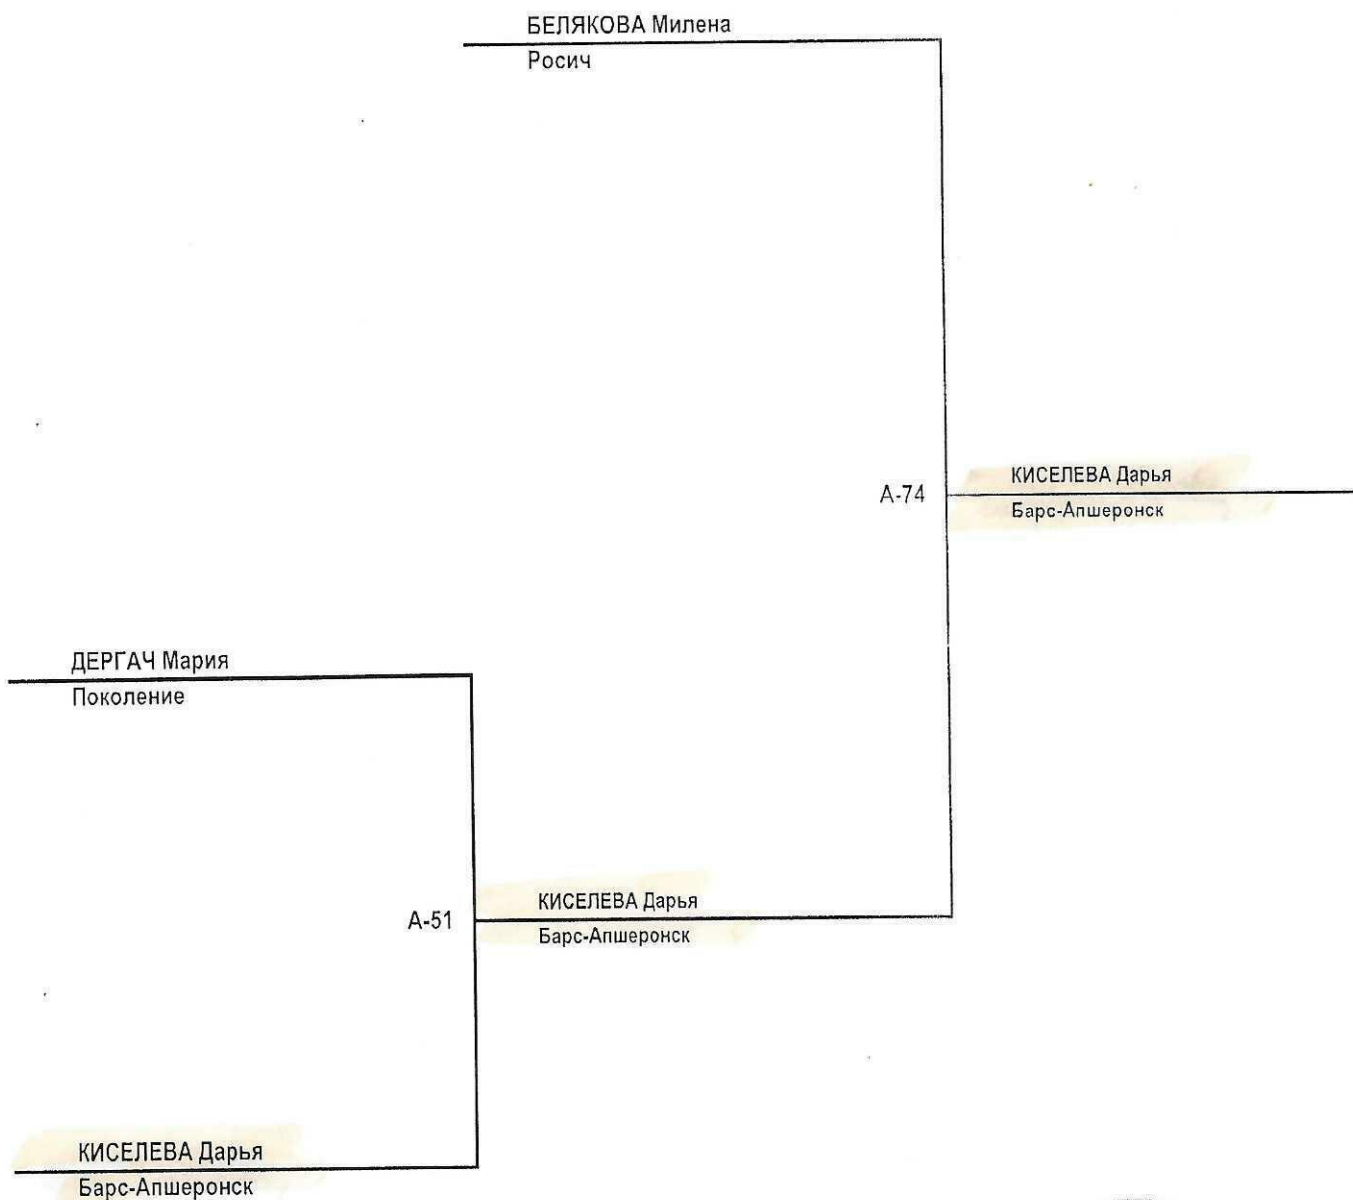 БЕЛЯКОВА Милена
Росич
А-74
КИСЕЛЕВА Дарья
Барс-Апшеронск
ДЕРГАЧ Мария
Поколение
А-51
КИСЕЛЕВА Дарья
Барс-Апшеронск
КИСЕЛЕВА Дарья
Барс-Апшеронск